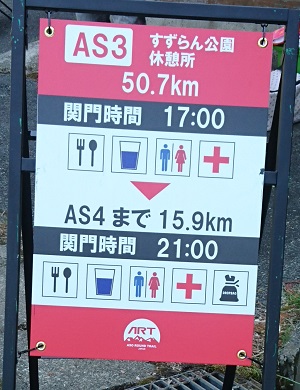 AS3 すずらん公園
休憩所
50.7km
関門時間 17:00
AS4 まで 15.9km
関門時間 21:00
ART